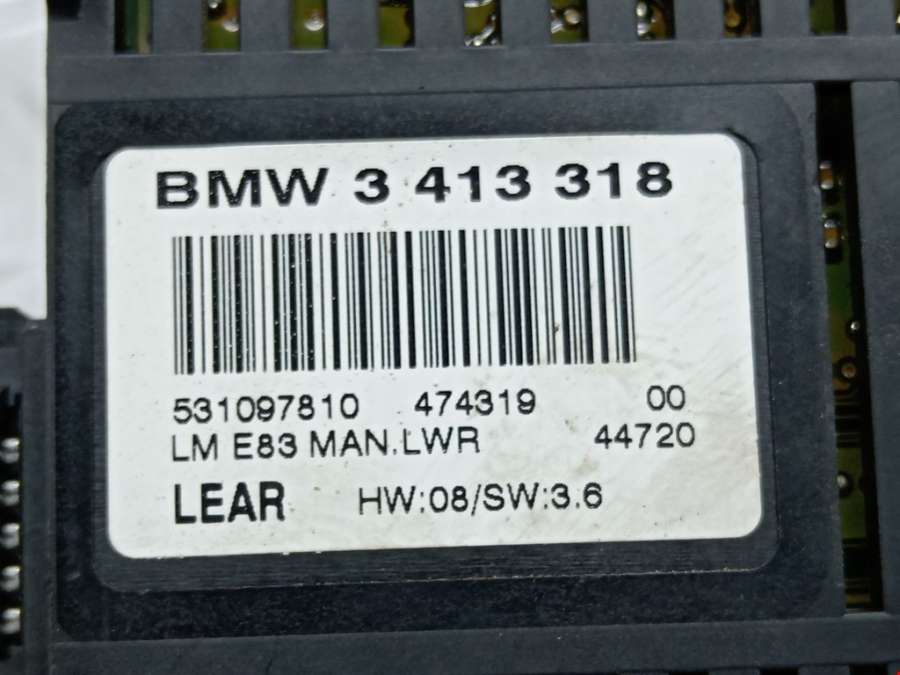 BMW 3 413 318
531097810 474319 00
LM E83 MAN.LWR 44720
LEAR HW:08/SW:3.6